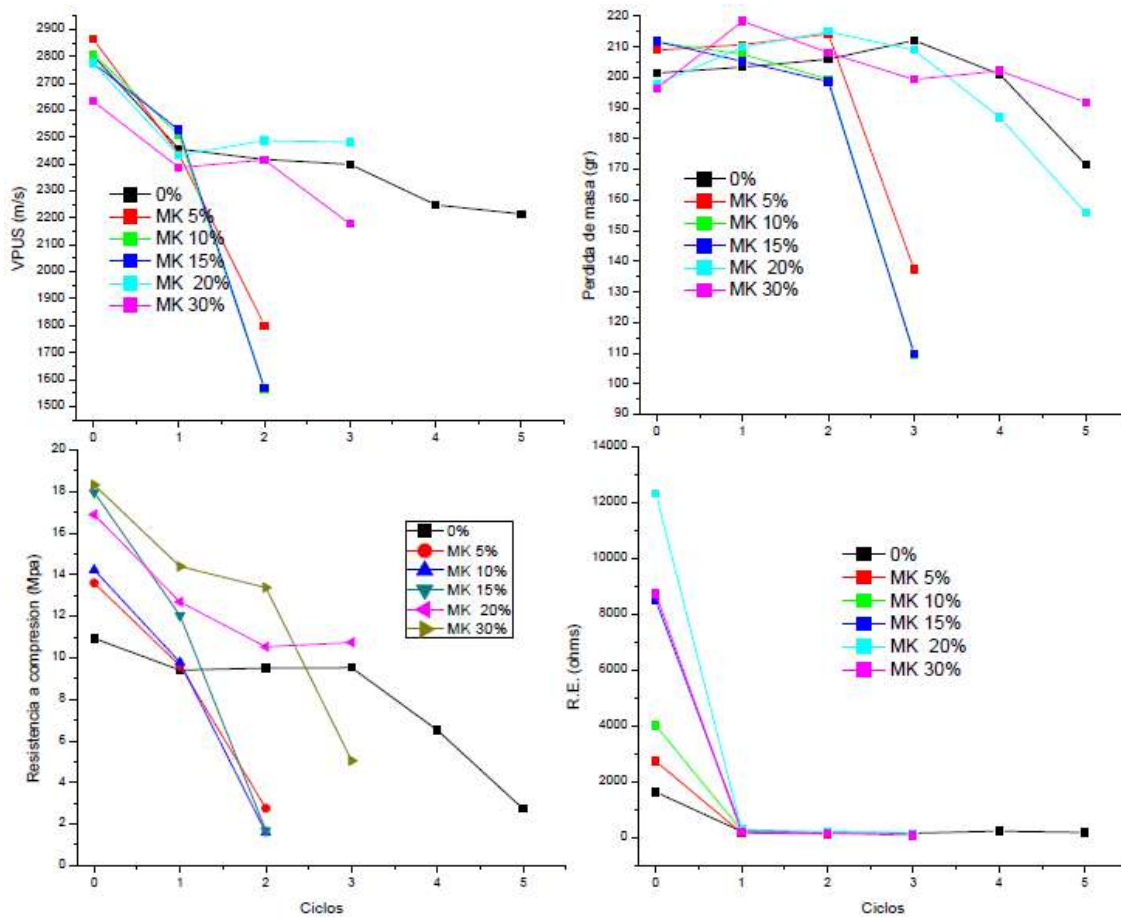 VPUS (m/s)
2900
2800
2700
2600
2500
2400
2300
2200
2100
2000
1900
1800
1700
1600
1500
0%
MK 5%
MK 10%
MK 15%
MK 20%
MK 30%
0 1 2 3 4 5
Perdida de masa (gr)
220
210
200
190
180
170
160
150
140
130
120
110
100
90
0%
MK 5%
MK 10%
MK 15%
MK 20%
MK 30%
0 1 2 3 4 5
Resistencia a compresion (Mpa)
20
18
16
14
12
10
8
6
4
2
0
0%
MK 5%
MK 10%
MK 15%
MK 20%
MK 30%
0 1 2 3 4 5
Ciclos
R.E. (ohms)
14000
12000
10000
8000
6000
4000
2000
0
0%
MK 5%
MK 10%
MK 15%
MK 20%
MK 30%
0 1 2 3 4 5
Ciclos